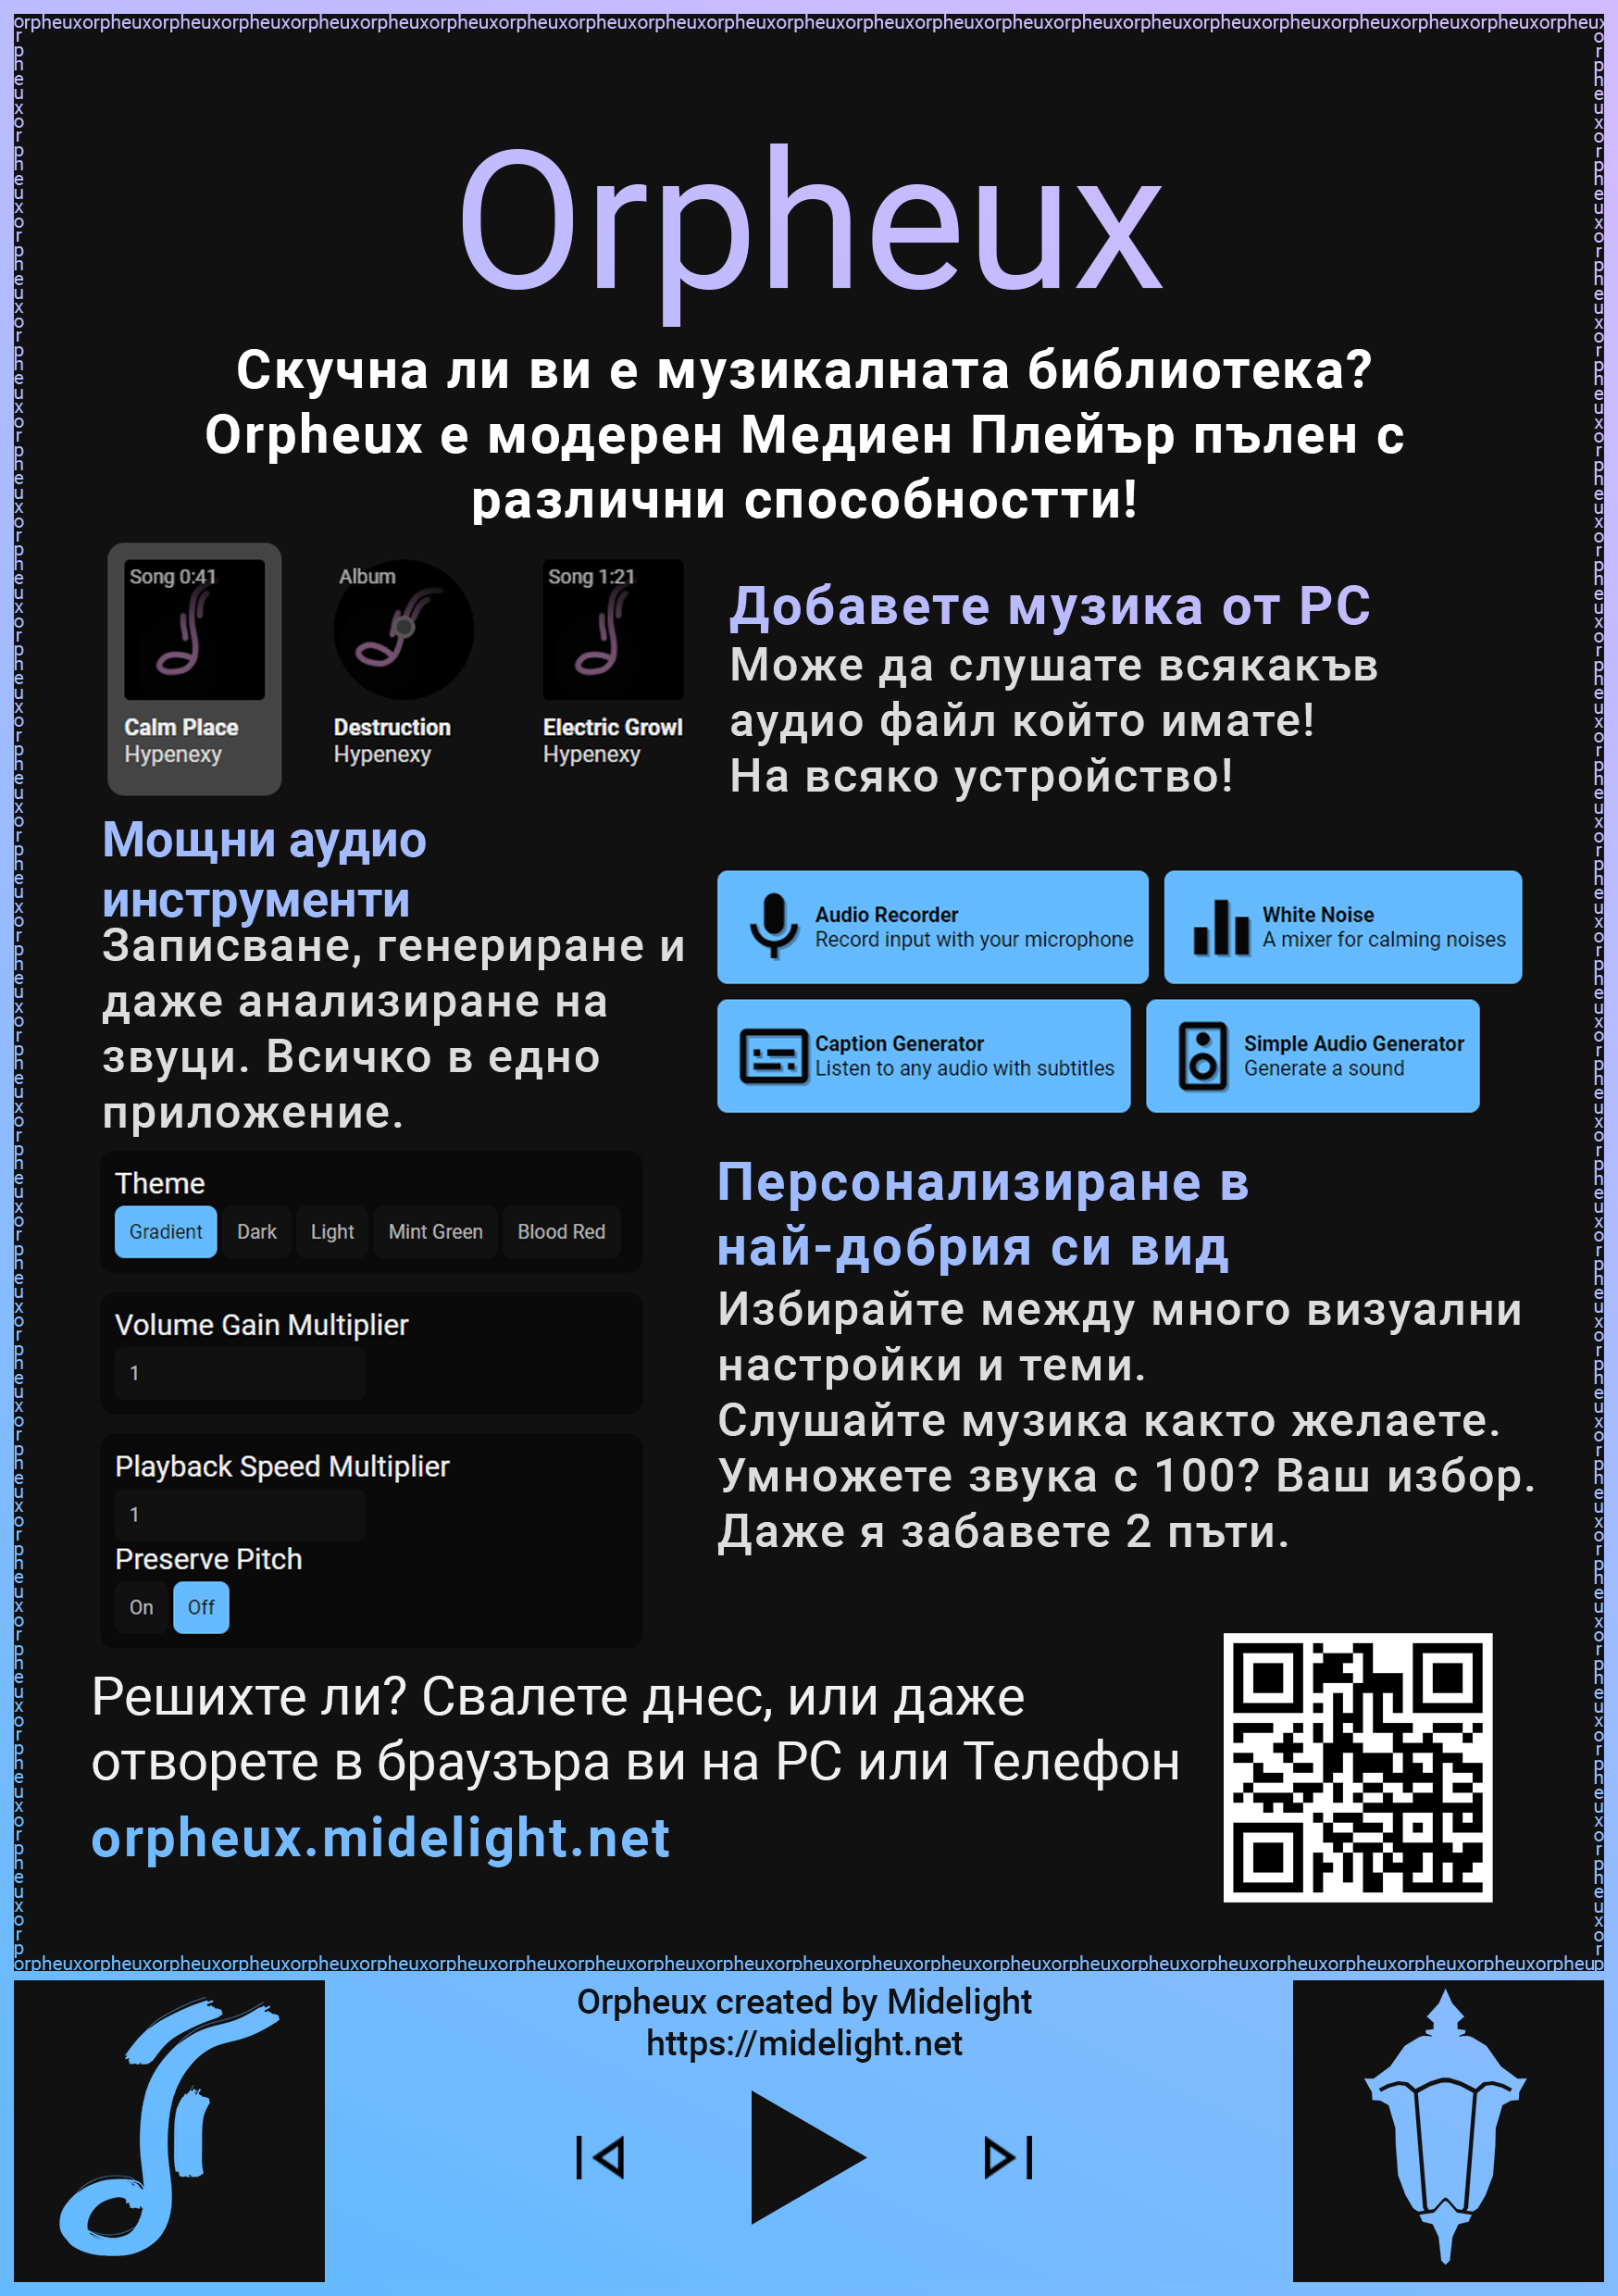 orpheuxorpheuxorpheuxorpheuxorpheuxorpheuxorpheuxorpheuxorpheuxorpheuxorpheuxorpheuxorpheuxorpheuxorpheuxorpheuxorpheuxorpheuxorpheuxorpheuxorpheuxorpheuxorpheux
Orpheux
Скучна ли ви е музикалната библиотека?
Orpheux е модерен Медиен Плейър пълен с
различни способностти!
Song 0:41
Album
Song 1:21
Calm Place
Hypenexy
Destruction
Hypenexy
Electric Growl
Hypenexy
Добавете музика от PC
Може да слушате всякакъв
аудио файл който имате!
На всяко устройство!
Мощни аудио
инструменти
Записване, генериране и
даже анализиране на
звуци. Всичко в едно
приложение.
Audio Recorder
Record input with your microphone
White Noise
A mixer for calming noises
Caption Generator
Listen to any audio with subtitles
Simple Audio Generator
Generate a sound
Theme
Gradient Dark Light Mint Green Blood Red
Volume Gain Multiplier
1
Playback Speed Multiplier
1
Preserve Pitch
On Off
Персонализиране в
най-добрия си вид
Избирайте между много визуални
настройки и теми.
Слушайте музика както желаете.
Умножете звука с 100? Ваш избор.
Даже я забавете 2 пъти.
Решихте ли? Свалете днес, или даже
отворете в браузъра ви на PC или Телефон
orpheux.midelight.net
orpheuxorpheuxorpheuxorpheuxorpheuxorpheuxorpheuxorpheuxorpheuxorpheuxorpheuxorpheuxorpheuxorpheuxorpheuxorpheuxorpheuxorpheuxorpheuxorpheuxorpheuxorpheuxorpheup
Orpheux created by Midelight
https://midelight.net